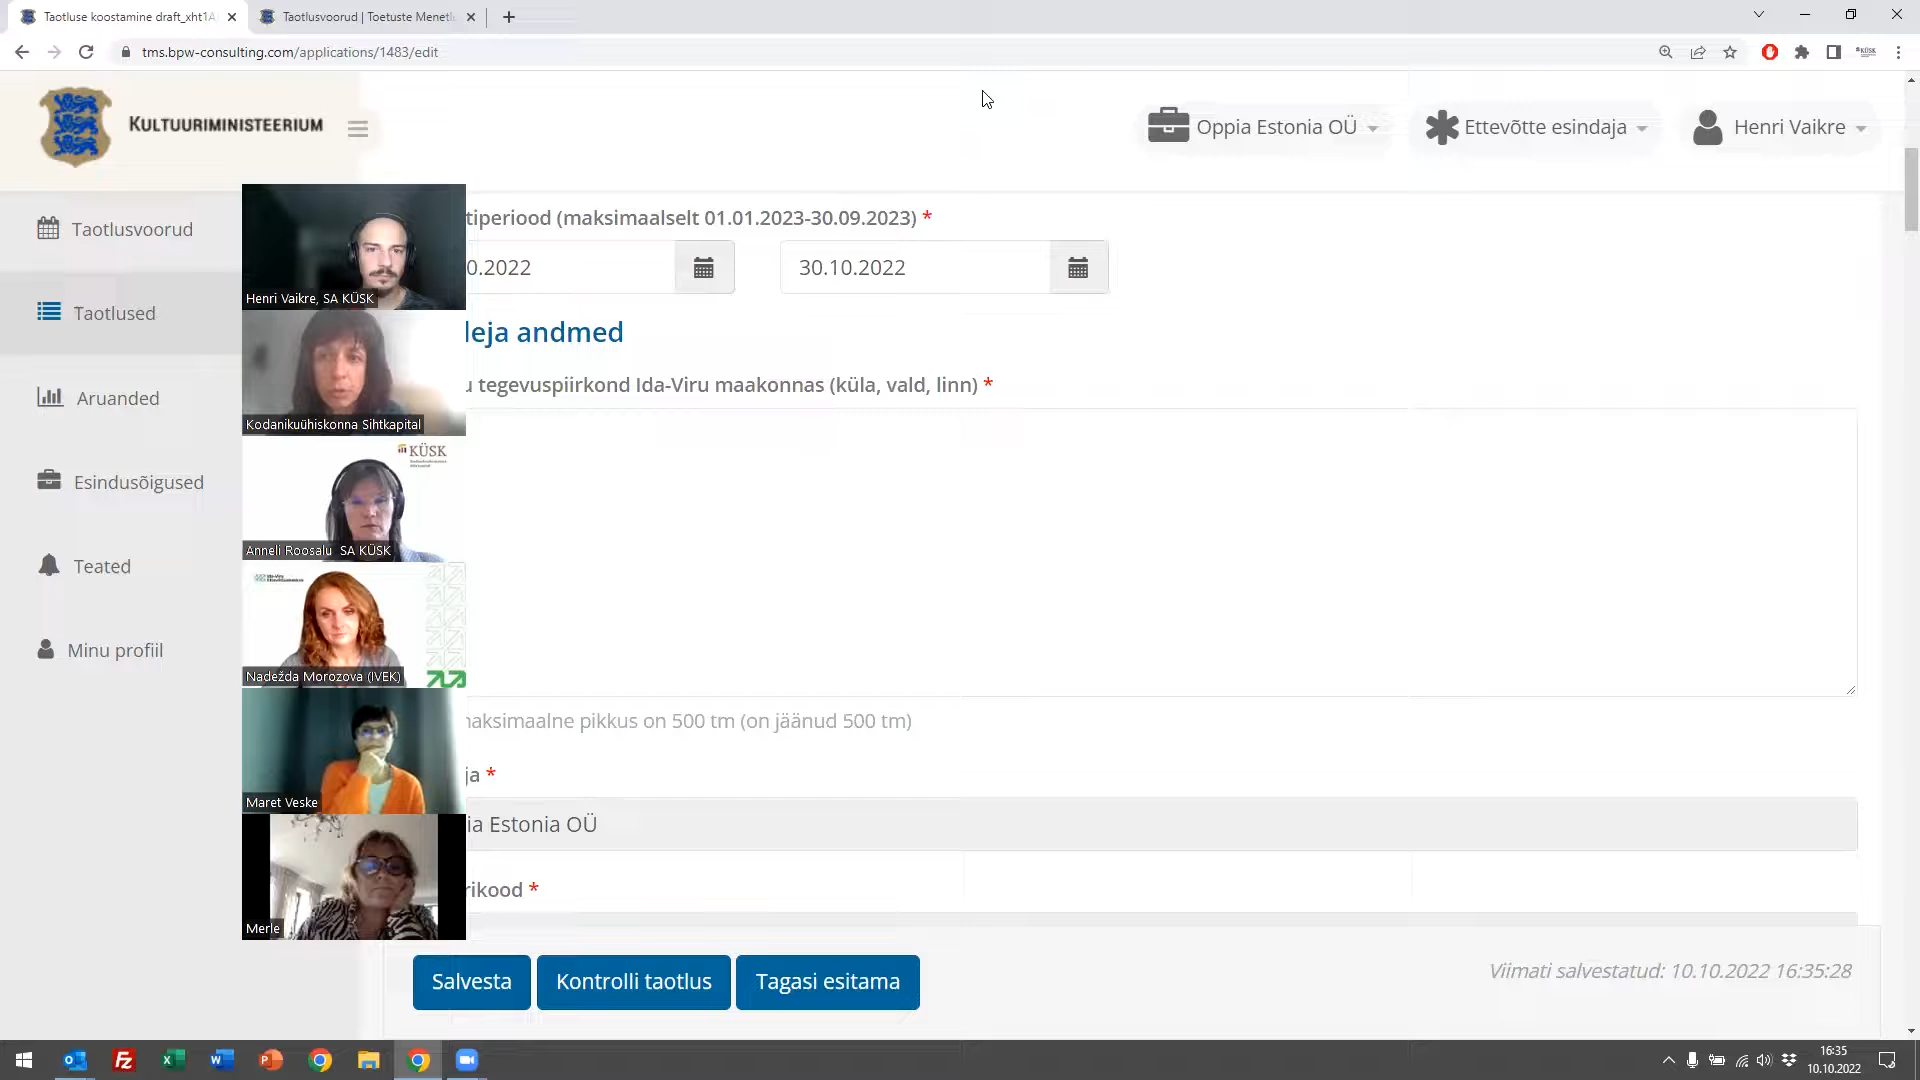 Taotluse koostamine draft_xht1A
Taotlusvoorud | Toetuste Menetl
tms.bpw-consulting.com/applications/1483/edit
KULTUURIMINISTEERIUM
Oppia Estonia OÜ
Ettevõtte esindaja
Henri Vaikre
Taotlusvoorud
Taotlused
Aruanded
Esindusõigused
Teated
Minu profiil
Henri Vaikre, SA KÜSK
Kodanikuühiskonna Sihtkapital
KÜSK
Anneli Roosalu SA KÜSK
Nadežda Morozova (IVEK)
Maret Veske
Merle
tiperiood (maksimaalselt 01.01.2023-30.09.2023) *
0.2022
30.10.2022
leja andmed
u tegevuspiirkond Ida-Viru maakonnas (küla, vald, linn) *
maksimaalne pikkus on 500 tm (on jäänud 500 tm)
ja *
ia Estonia OÜ
rikood *
Salvesta
Kontrolli taotlus
Tagasi esitama
Viimati salvestatud: 10.10.2022 16:35:28
16:35
10.10.2022